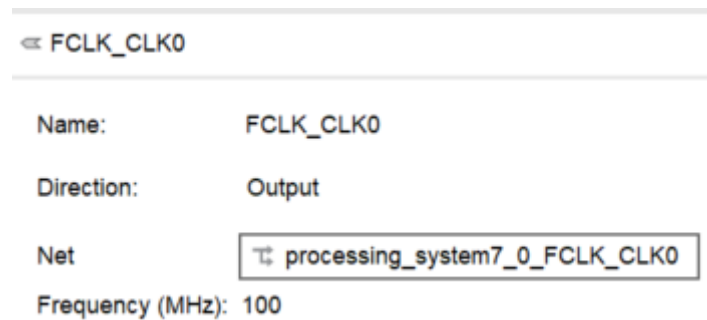 FCLK_CLK0
Name: FCLK_CLK0
Direction: Output
Net processing_system7_0_FCLK_CLK0
Frequency (MHz): 100